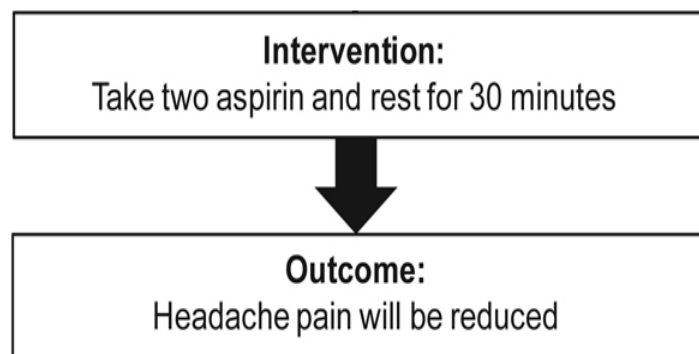 Intervention:
Take two aspirin and rest for 30 minutes
Outcome:
Headache pain will be reduced